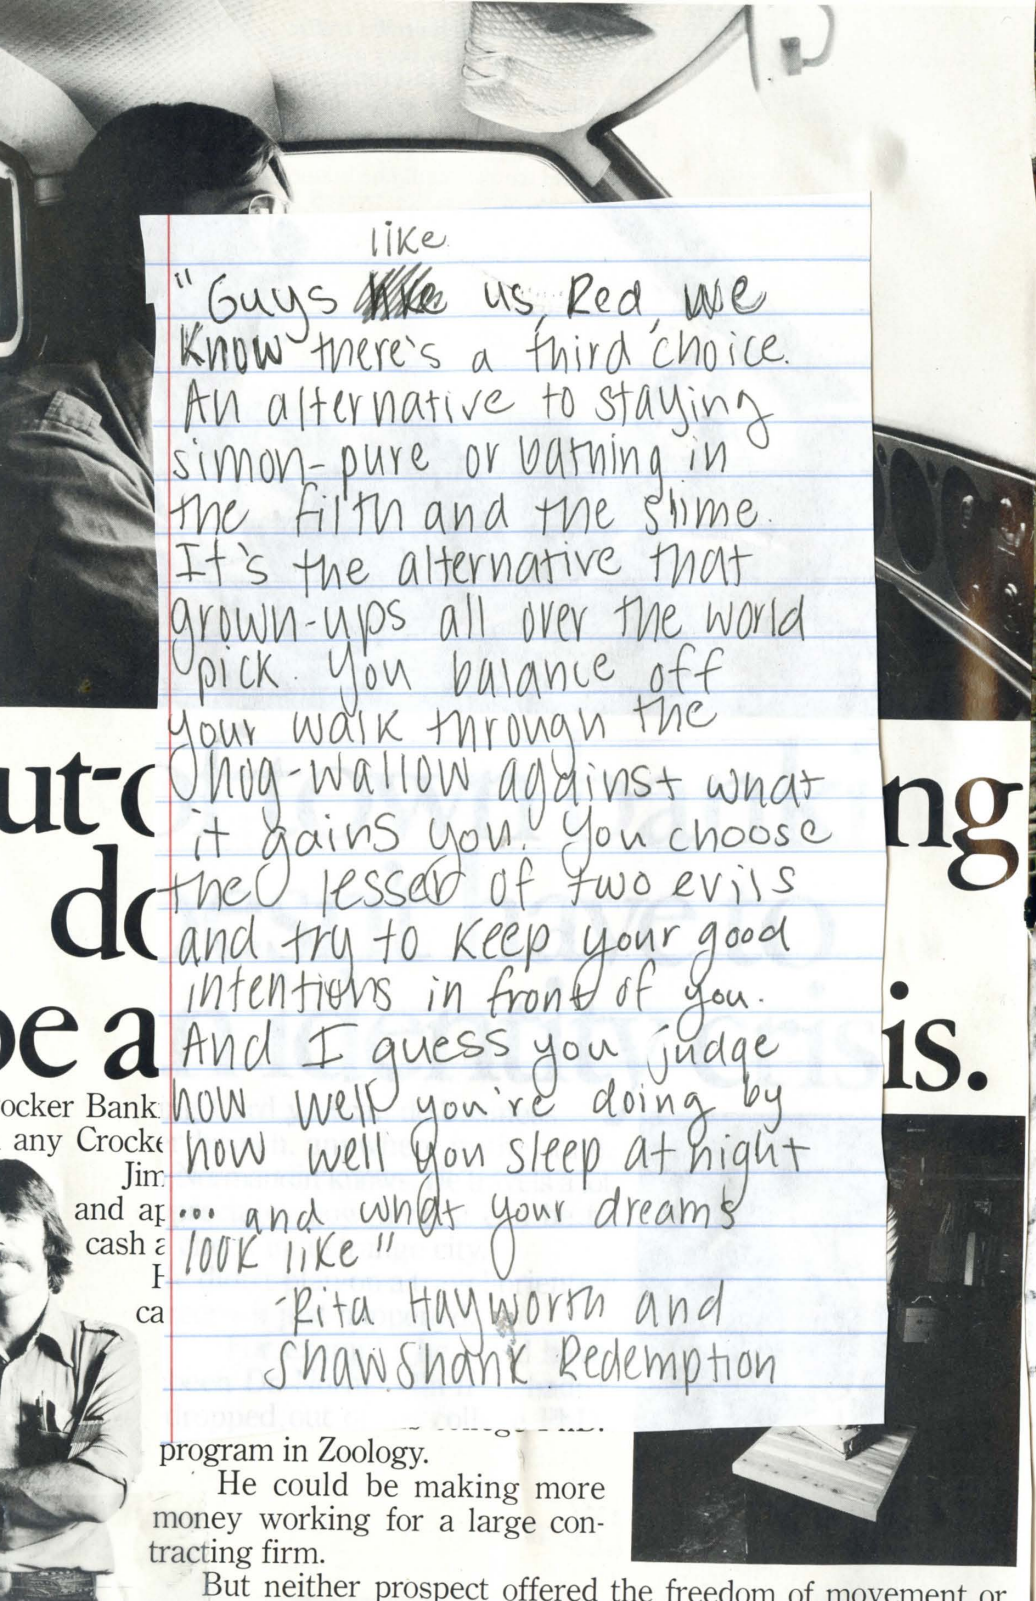 like
"Guys like us, Red, we
know there's a third choice.
An alternative to staying
simon-pure or bathing in
the filth and the slime.
It's the alternative that
grown-ups all over the world
pick. You balance off
your walk through the
hog-wallow against what
it gains you. You choose
the lesser of two evils
and try to keep your good
intentions in front of you.
And I guess you judge
how well you're doing by
how well you sleep at night
... and what your dreams
look like"
-Rita Hayworth and
Shawshank Redemption
ut-
ng
be a
is.
ocker Bank
any Crocke
Jim
and ap
cash a
ca
program in Zoology.
He could be making more
money working for a large con-
tracting firm.
But neither prospect offered the freedom of movement or